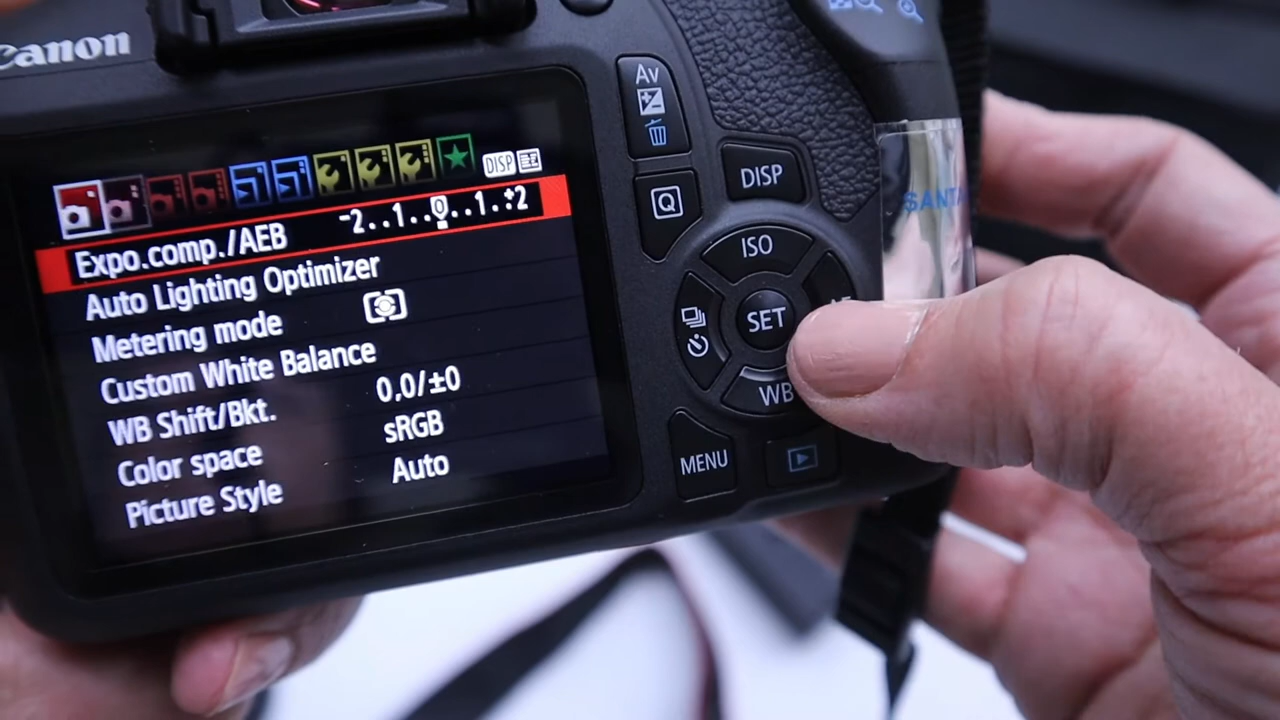 Canon
Av
DISP
DISP
Expo.comp./AEB -2..1..0..1.+2
Q
Auto Lighting Optimizer
ISO
Metering mode
SET
Custom White Balance
WB Shift/Bkt. 0,0/±0
WB
Color space sRGB
MENU
Picture Style Auto